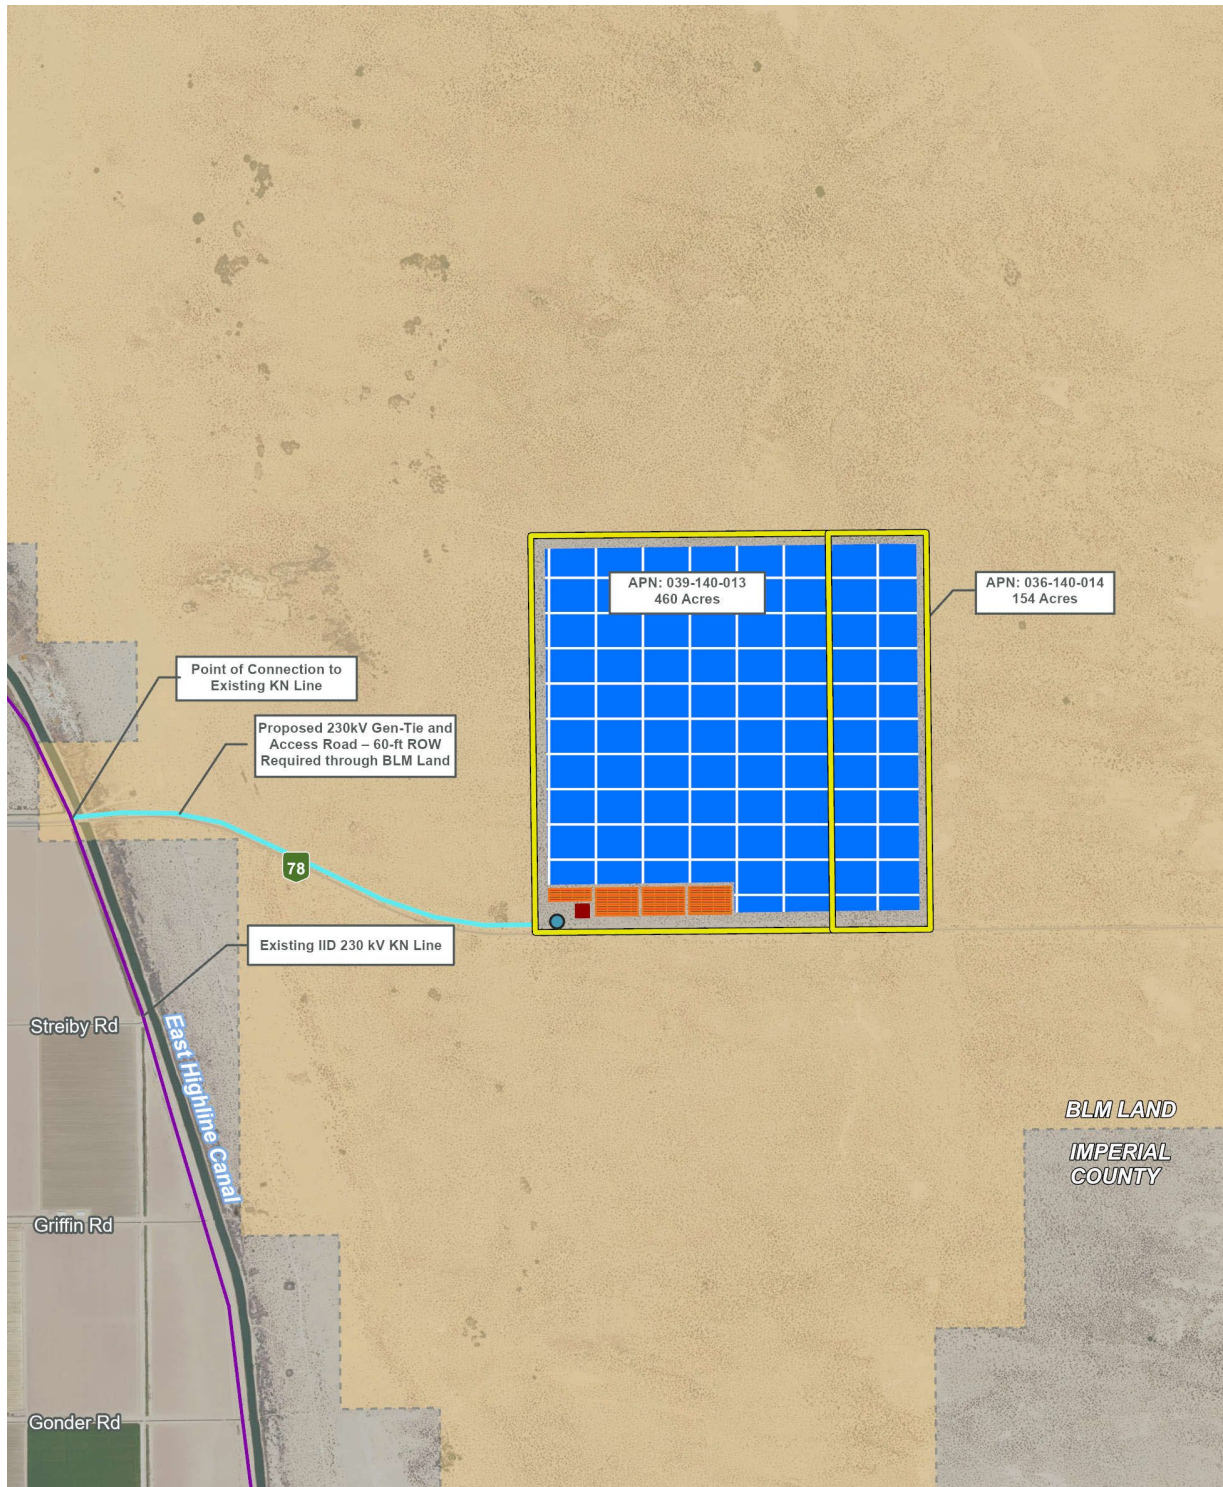 APN: 039-140-013
460 Acres
APN: 036-140-014
154 Acres
Point of Connection to
Existing KN Line
Proposed 230kV Gen-Tie and
Access Road – 60-ft ROW
Required through BLM Land
78
Existing IID 230 kV KN Line
Streiby Rd
East Highline Canal
BLM LAND
IMPERIAL
COUNTY
Griffin Rd
Gonder Rd